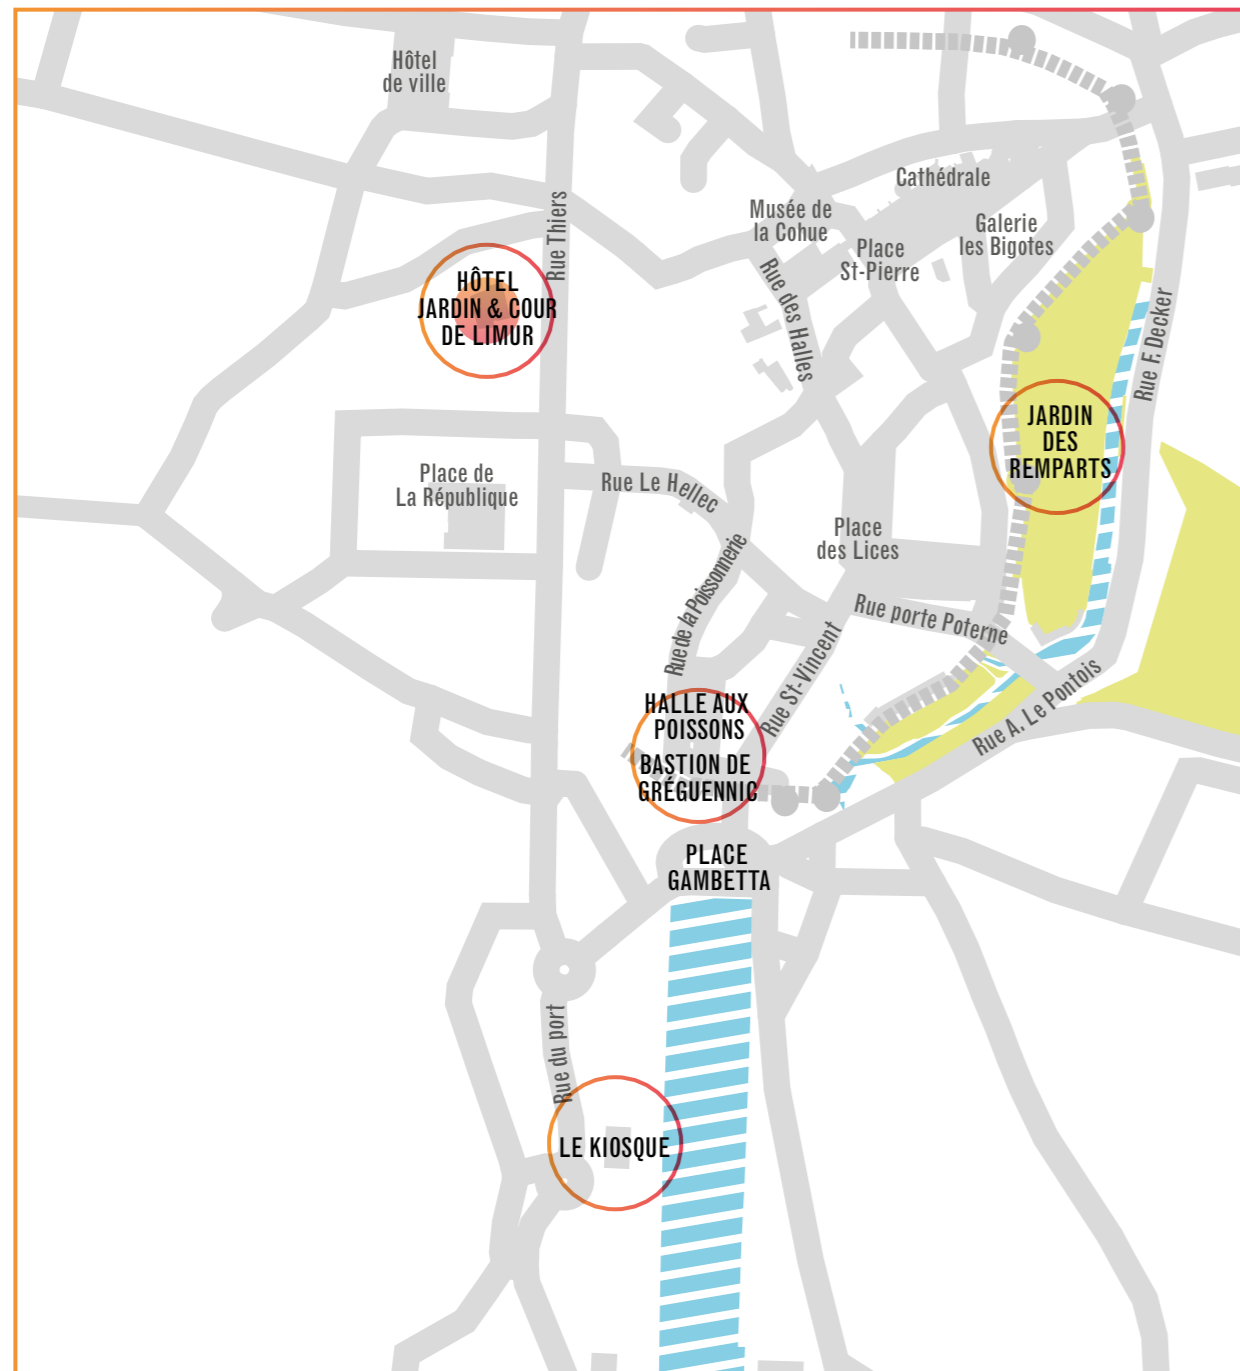 Hôtel
de ville
Cathédrale
Musée de
la Cohue
Galerie
les Bigotes
Place
St-Pierre
Rue Thiers
HÔTEL
JARDIN & COUR
DE LIMUR
Rue des Halles
Rue F. Decker
JARDIN
DES
REMPARTS
Place de
La République
Rue Le Hellec
Place
des Lices
Rue de la Poissonnerie
Rue porte Poterne
Rue St-Vincent
Rue A. Le Pontois
HALLE AUX
POISSONS
BASTION DE
GRÉGUENNIC
PLACE
GAMBETTA
Rue du port
LE KIOSQUE